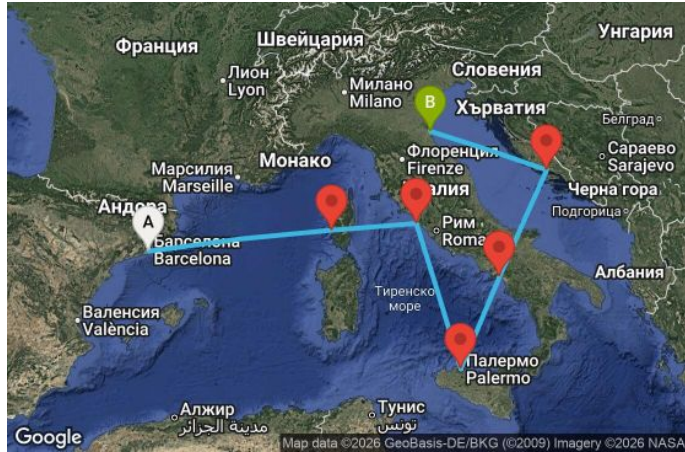 Франция
Швейцария
Унгария
Лион
Lyon
Милано
Milano
Словения
B
Хърватия
Белград
Марсилия
Marseille
Монако
Флоренция
Firenze
Сараево
Sarajevo
Андора
Черна гора
A
Рим
Roma
Подгорица
Барселона
Barcelona
Албания
Валенсия
València
Тиренско
море
Палермо
Palermo
Алжир
مدينة الجزائر
Тунис
تونس
Google
Map data ©2026 GeoBasis-DE/BKG (©2009) Imagery ©2026 NASA